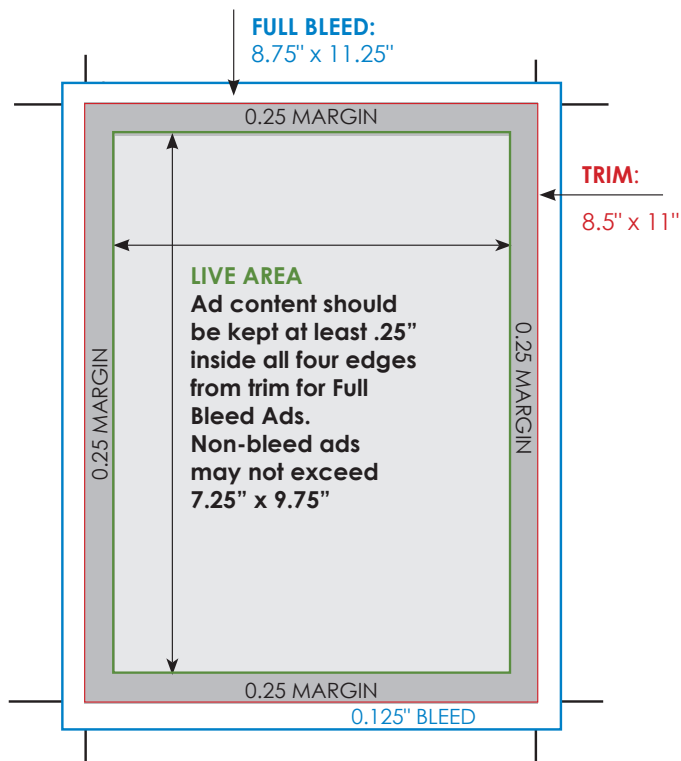 FULL BLEED:
8.75" x 11.25"
0.25 MARGIN
TRIM:
8.5" x 11"
LIVE AREA
Ad content should
be kept at least .25”
inside all four edges
from trim for Full
Bleed Ads.
Non-bleed ads
may not exceed
7.25” x 9.75”
0.25 MARGIN
0.25 MARGIN
0.25 MARGIN
0.125" BLEED